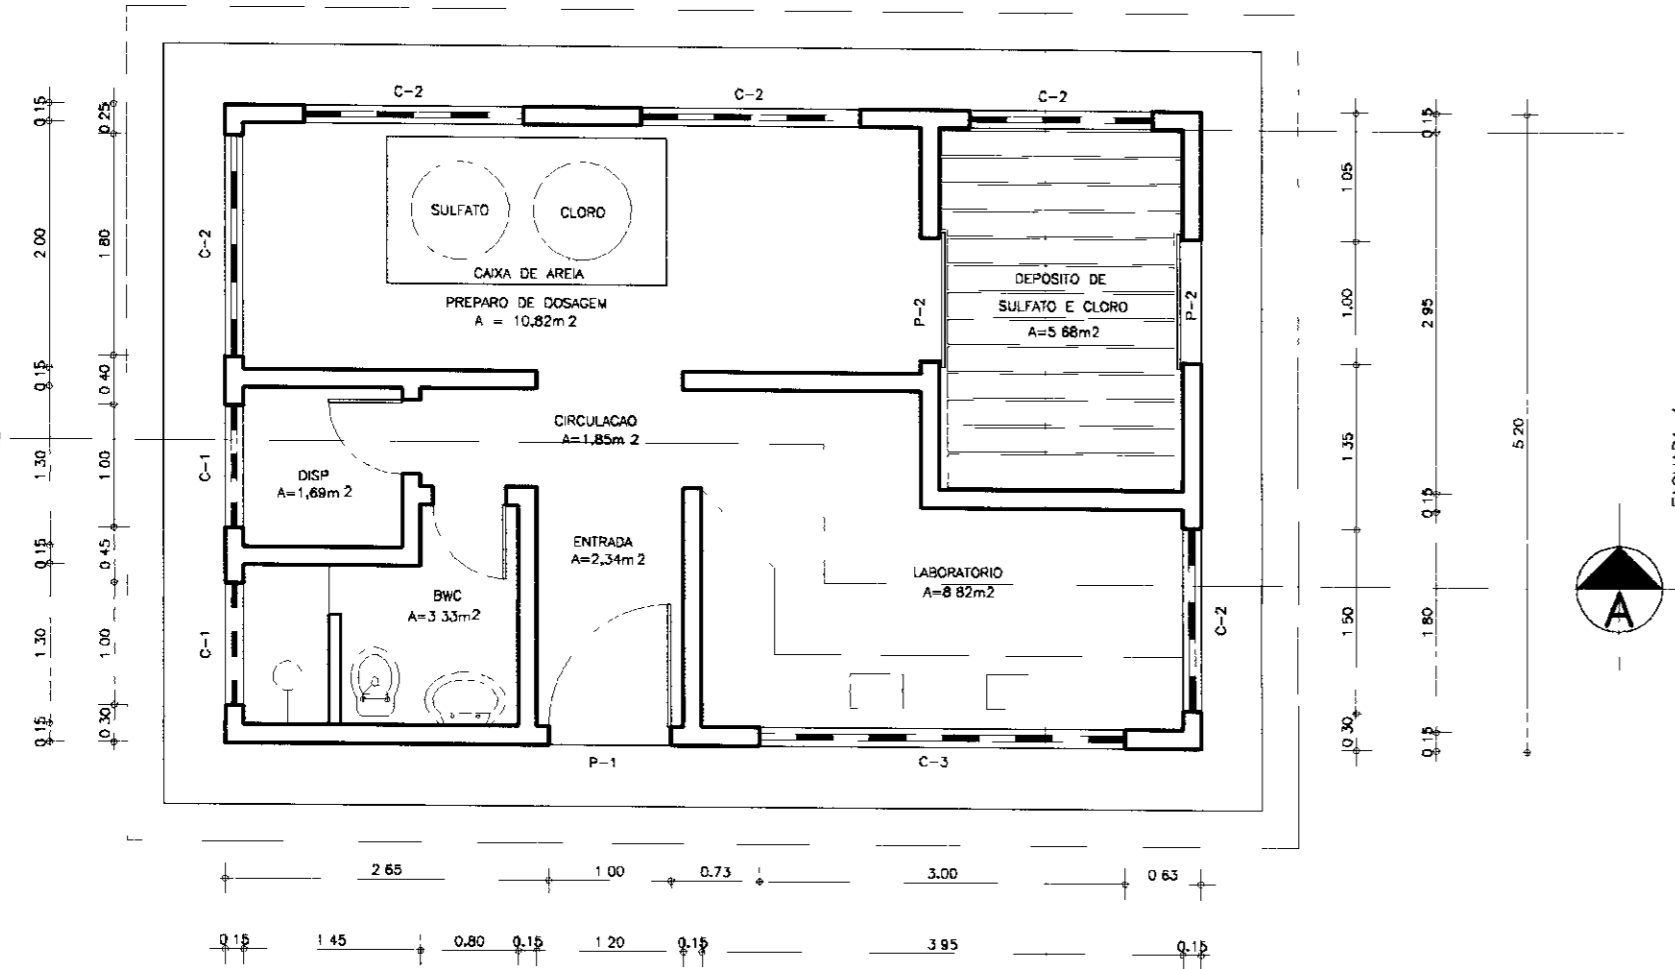 C-2
C-2
C-2
0.15
0.25
0.15
SULFATO
CLORO
1.05
C-2
2.00
1.80
CAIXA DE AREIA
PREPARO DE DOSAGEM
A = 10,82m2
P-2
DEPOSITO DE
SULFATO E CLORO
A=5.68m2
P-2
1.00
2.95
0.15
0.40
CIRCULACAO
A=1,85m2
1.35
5.20
C-1
1.30
1.00
DISP
A=1,69m2
0.15
0.15
0.45
ENTRADA
A=2,34m2
LABORATORIO
A=8.82m2
BWC
A=3.33m2
C-1
1.30
1.00
C-2
1.50
1.80
A
0.15
0.30
0.30
0.15
P-1
C-3
2.65
1.00
0.73
3.00
0.63
0.15
1.45
0.80
0.15
1.20
0.15
3.95
0.15